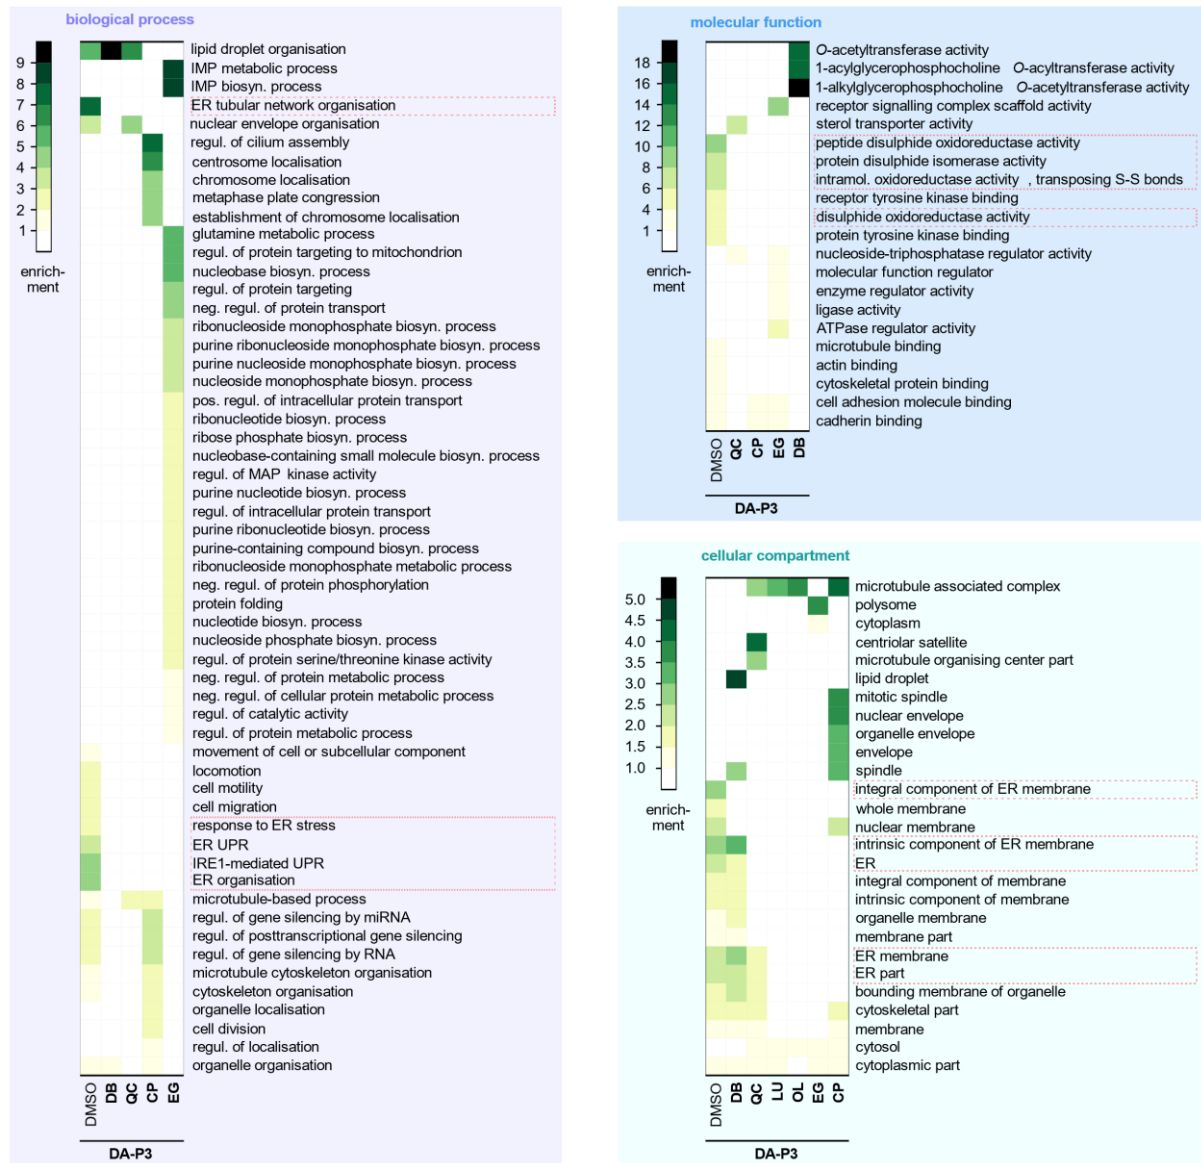 biological process
9
8
7
6
5
4
3
2
1
enrich-
ment
lipid droplet organisation
IMP metabolic process
IMP biosyn. process
ER tubular network organisation
nuclear envelope organisation
regul. of cilium assembly
centrosome localisation
chromosome localisation
metaphase plate congression
establishment of chromosome localisation
glutamine metabolic process
regul. of protein targeting to mitochondrion
nucleobase biosyn. process
regul. of protein targeting
neg. regul. of protein transport
ribonucleoside monophosphate biosyn. process
purine ribonucleoside monophosphate biosyn. process
purine nucleoside monophosphate biosyn. process
nucleoside monophosphate biosyn. process
pos. regul. of intracellular protein transport
ribonucleotide biosyn. process
ribose phosphate biosyn. process
nucleobase-containing small molecule biosyn. process
regul. of MAP kinase activity
purine nucleotide biosyn. process
regul. of intracellular protein transport
purine ribonucleotide biosyn. process
purine-containing compound biosyn. process
ribonucleoside monophosphate metabolic process
neg. regul. of protein phosphorylation
protein folding
nucleotide biosyn. process
nucleoside phosphate biosyn. process
regul. of protein serine/threonine kinase activity
neg. regul. of protein metabolic process
neg. regul. of cellular protein metabolic process
regul. of catalytic activity
regul. of protein metabolic process
movement of cell or subcellular component
locomotion
cell motility
cell migration
response to ER stress
ER UPR
IRE1-mediated UPR
ER organisation
microtubule-based process
regul. of gene silencing by miRNA
regul. of posttranscriptional gene silencing
regul. of gene silencing by RNA
microtubule cytoskeleton organisation
cytoskeleton organisation
organelle localisation
cell division
regul. of localisation
organelle organisation
DMSO
DB
QC
CP
EG
DA-P3
molecular function
18
16
14
12
10
8
6
4
1
enrich-
ment
O-acetyltransferase activity
1-acylglycerophosphocholine O-acyltransferase activity
1-alkylglycerophosphocholine O-acetyltransferase activity
receptor signalling complex scaffold activity
sterol transporter activity
peptide disulphide oxidoreductase activity
protein disulphide isomerase activity
intramol. oxidoreductase activity , transposing S-S bonds
receptor tyrosine kinase binding
disulphide oxidoreductase activity
protein tyrosine kinase binding
nucleoside-triphosphatase regulator activity
molecular function regulator
enzyme regulator activity
ligase activity
ATPase regulator activity
microtubule binding
actin binding
cytoskeletal protein binding
cell adhesion molecule binding
cadherin binding
DMSO
QC
CP
EG
DB
DA-P3
cellular compartment
5.0
4.5
4.0
3.5
3.0
2.5
2.0
1.5
1.0
enrich-
ment
microtubule associated complex
polysome
cytoplasm
centriolar satellite
microtubule organising center part
lipid droplet
mitotic spindle
nuclear envelope
organelle envelope
envelope
spindle
integral component of ER membrane
whole membrane
nuclear membrane
intrinsic component of ER membrane
ER
integral component of membrane
intrinsic component of membrane
organelle membrane
membrane part
ER membrane
ER part
bounding membrane of organelle
cytoskeletal part
membrane
cytosol
cytoplasmic part
DMSO
DB
QC
LU
OL
EG
CP
DA-P3